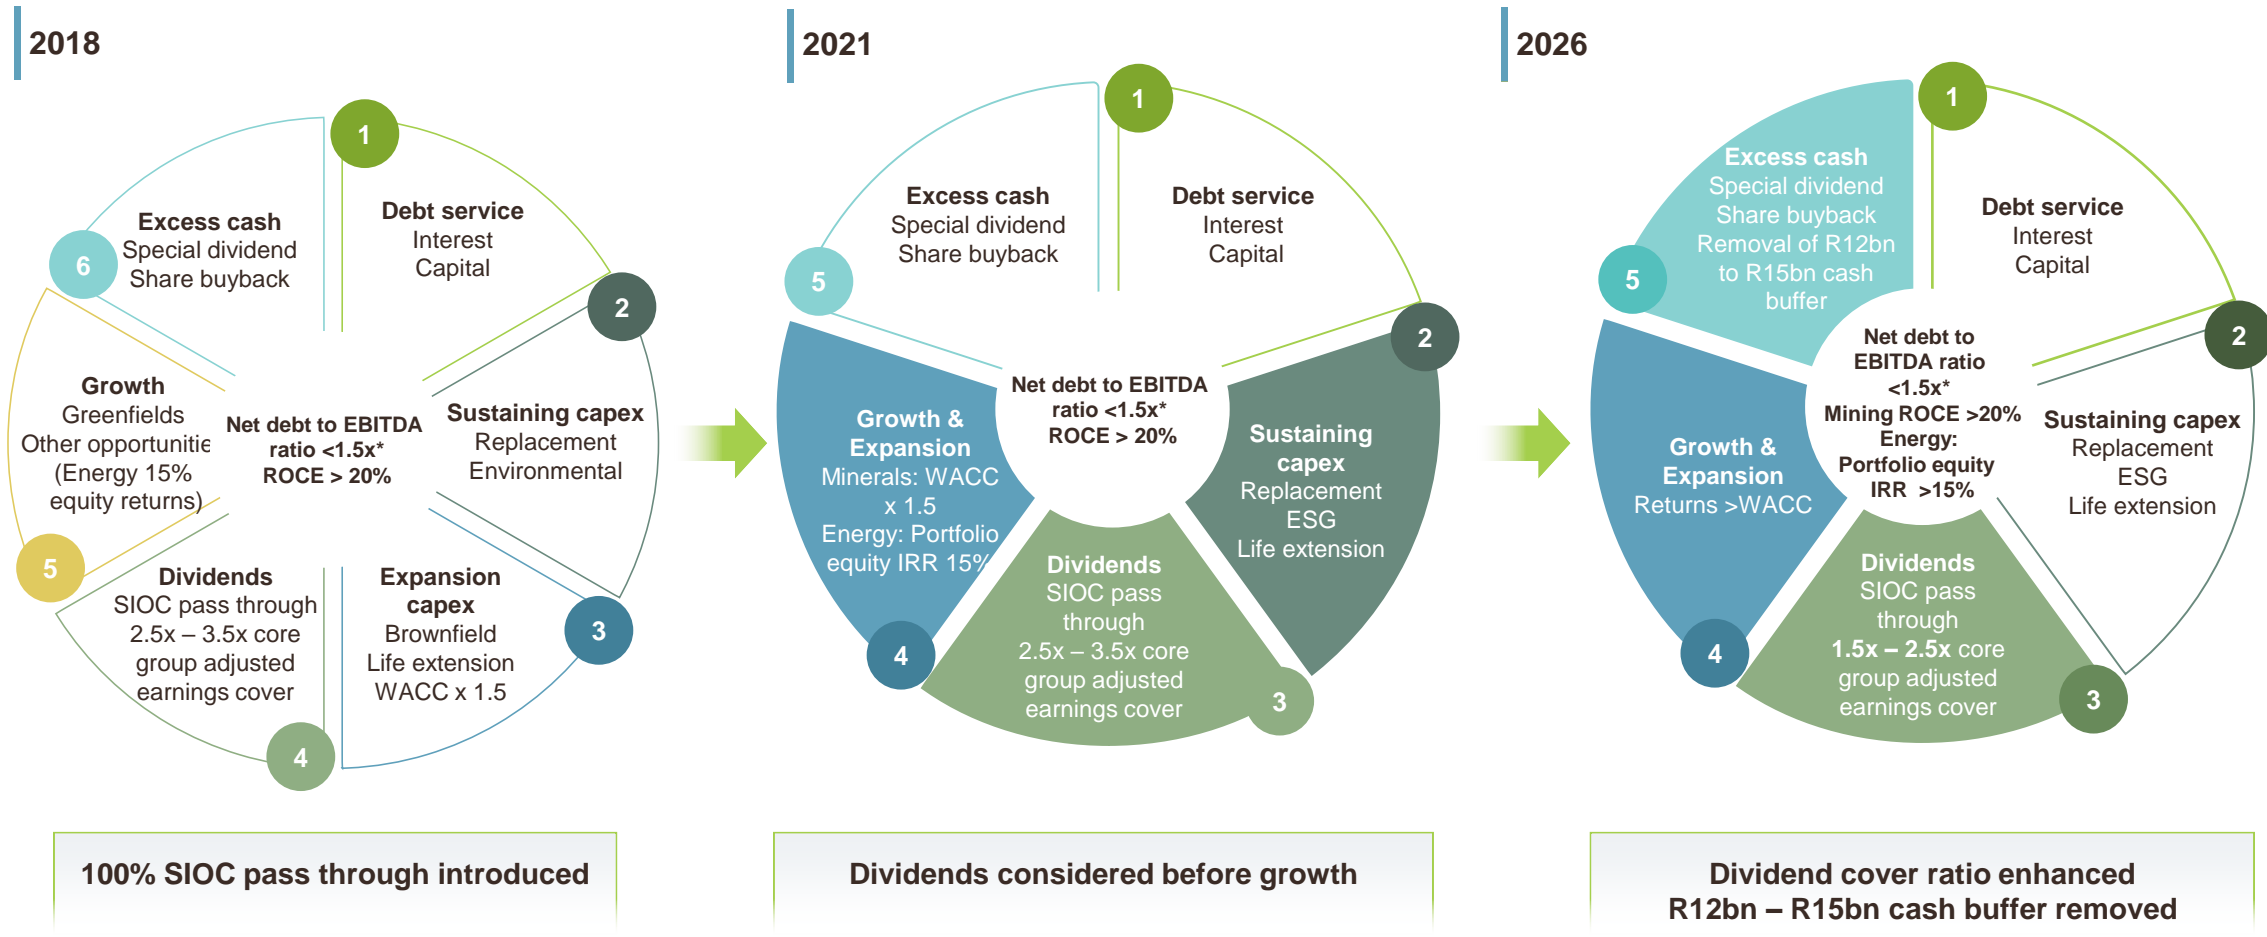 2018
1
Debt service
Interest
Capital
2
Sustaining capex
Replacement
Environmental
3
Expansion
capex
Brownfield
Life extension
WACC x 1.5
4
Dividends
SIOC pass through
2.5x – 3.5x core
group adjusted
earnings cover
5
Growth
Greenfields
Other opportunitie
(Energy 15%
equity returns)
6
Excess cash
Special dividend
Share buyback
Net debt to EBITDA
ratio <1.5x*
ROCE > 20%
100% SIOC pass through introduced
2021
1
Debt service
Interest
Capital
2
Sustaining
capex
Replacement
ESG
Life extension
3
Dividends
SIOC pass
through
2.5x – 3.5x core
group adjusted
earnings cover
4
Growth &
Expansion
Minerals: WACC
x 1.5
Energy: Portfolio
equity IRR 15%
5
Excess cash
Special dividend
Share buyback
Net debt to EBITDA
ratio <1.5x*
ROCE > 20%
Dividends considered before growth
2026
1
Debt service
Interest
Capital
2
Sustaining capex
Replacement
ESG
Life extension
3
Dividends
SIOC pass
through
1.5x – 2.5x core
group adjusted
earnings cover
4
Growth &
Expansion
Returns >WACC
5
Excess cash
Special dividend
Share buyback
Removal of R12bn
to R15bn cash
buffer
Net debt to
EBITDA ratio
<1.5x*
Mining ROCE >20%
Energy:
Portfolio equity
IRR >15%
Dividend cover ratio enhanced
R12bn – R15bn cash buffer removed